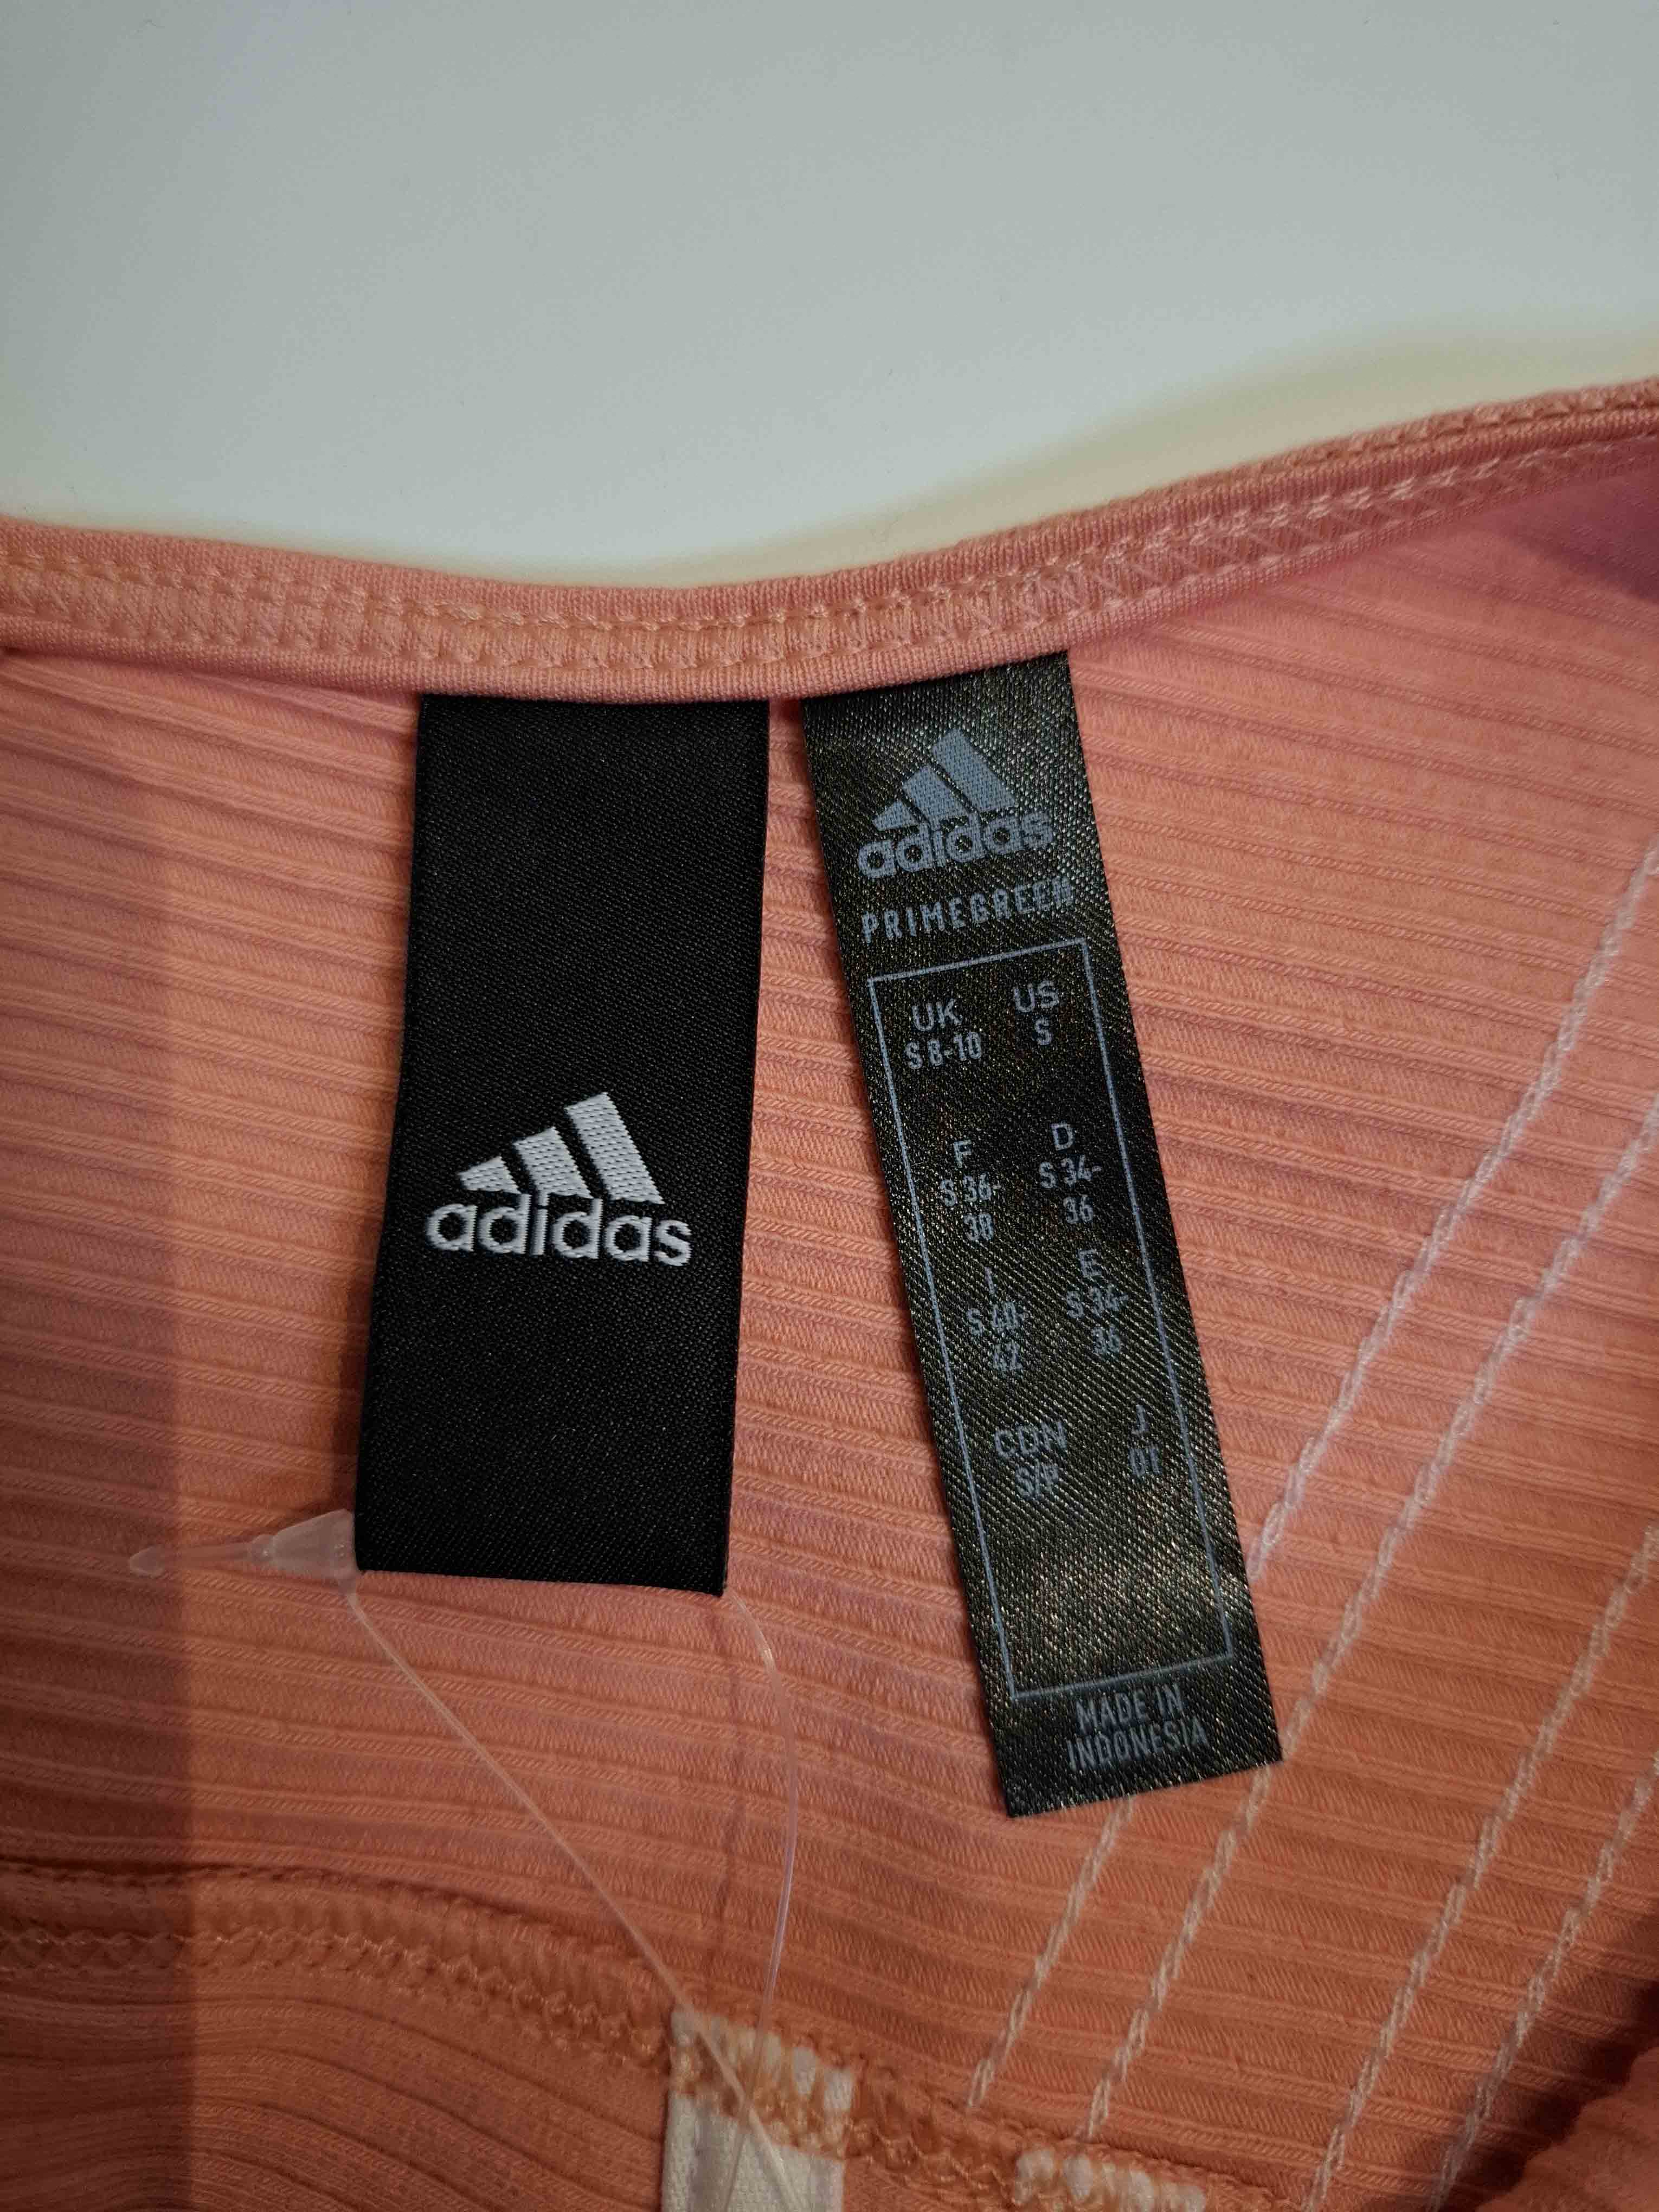 adidas
adidas
PRIMEGREEN
UK US
S 8-10 S
F D
S 36- S 34-
38 36
I E
S 40- S 34-
42 36
CDN J
S/P OT
MADE IN
INDONESIA